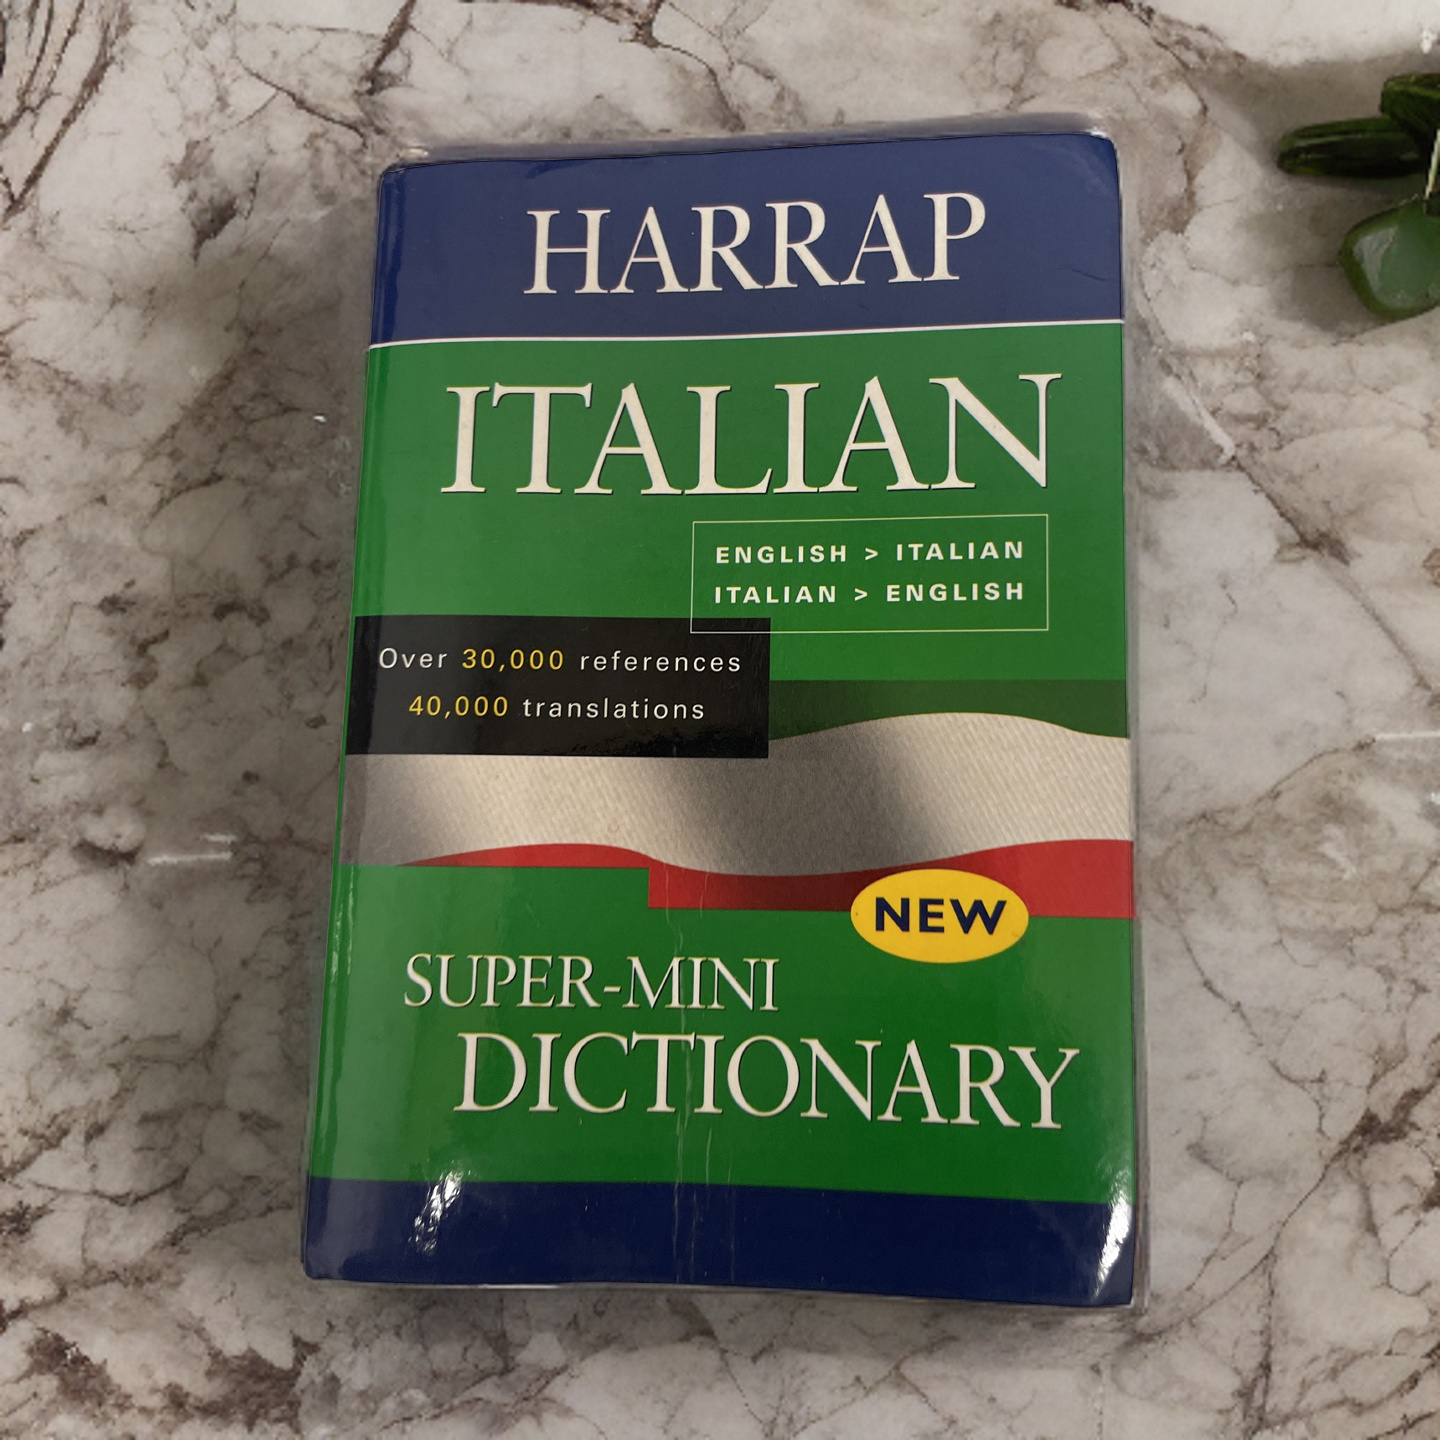 HARRAP
ITALIAN
ENGLISH > ITALIAN
ITALIAN > ENGLISH
Over 30,000 references
40,000 translations
NEW
SUPER-MINI
DICTIONARY